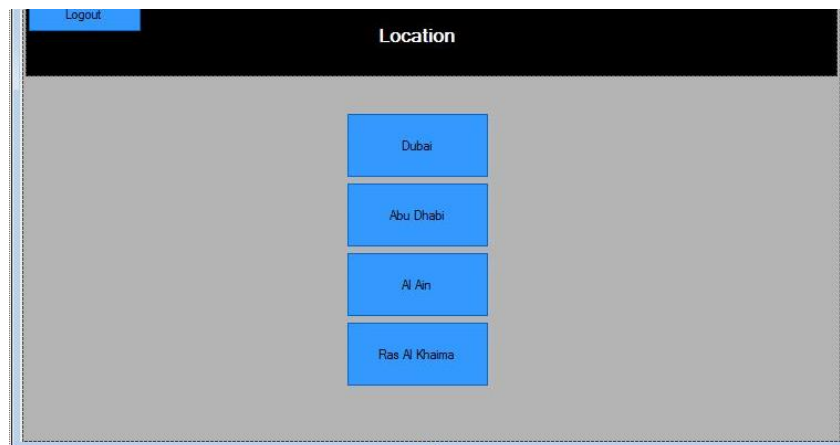 Logout
Location
Dubai
Abu Dhabi
Al Ain
Ras Al Khaima